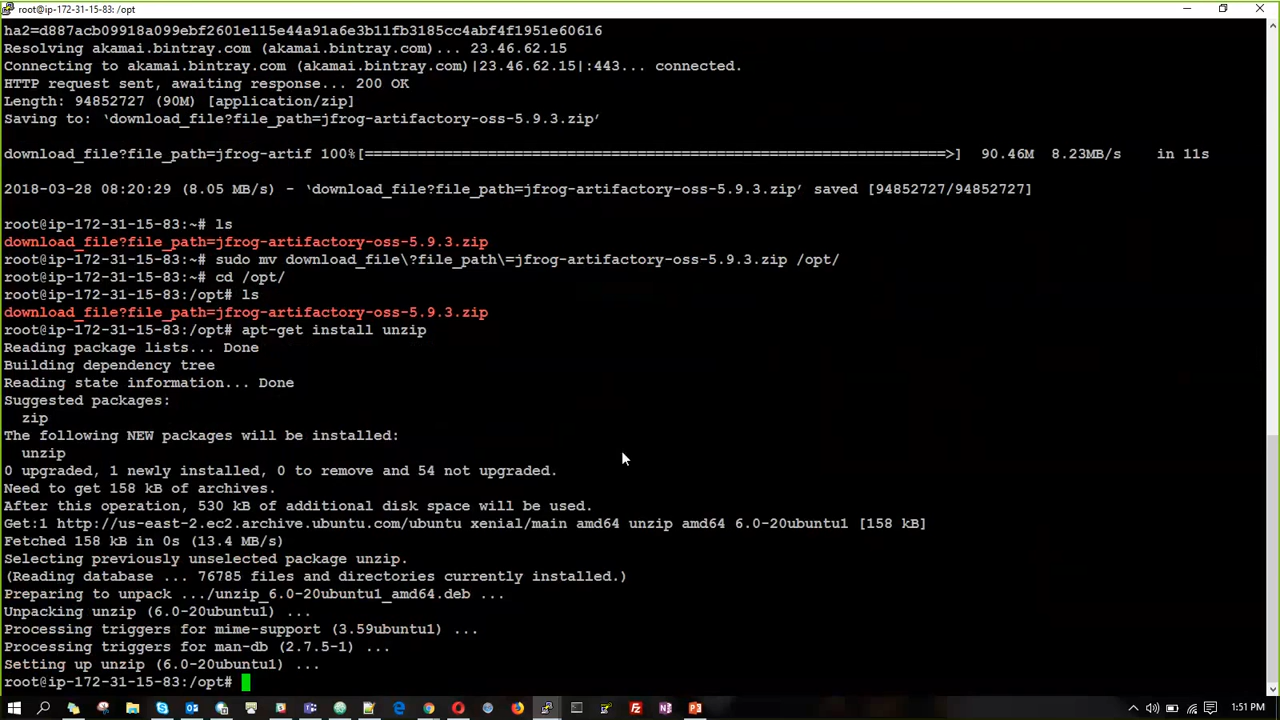 root@ip-172-31-15-83: /opt
ha2=d887acb09918a099ebf2601e115e44a91a6e3b11fb3185cc4abf4f1951e60616
Resolving akamai.bintray.com (akamai.bintray.com)... 23.46.62.15
Connecting to akamai.bintray.com (akamai.bintray.com)|23.46.62.15|:443... connected.
HTTP request sent, awaiting response... 200 OK
Length: 94852727 (90M) [application/zip]
Saving to: ‘download_file?file_path=jfrog-artifactory-oss-5.9.3.zip’
download_file?file_path=jfrog-artif 100%[===================================================================================================>]  90.46M  8.23MB/s    in 11s
2018-03-28 08:20:29 (8.05 MB/s) - ‘download_file?file_path=jfrog-artifactory-oss-5.9.3.zip’ saved [94852727/94852727]
root@ip-172-31-15-83:~# ls
download_file?file_path=jfrog-artifactory-oss-5.9.3.zip
root@ip-172-31-15-83:~# sudo mv download_file\?file_path\=jfrog-artifactory-oss-5.9.3.zip /opt/
root@ip-172-31-15-83:~# cd /opt/
root@ip-172-31-15-83:/opt# ls
download_file?file_path=jfrog-artifactory-oss-5.9.3.zip
root@ip-172-31-15-83:/opt# apt-get install unzip
Reading package lists... Done
Building dependency tree
Reading state information... Done
Suggested packages:
  zip
The following NEW packages will be installed:
  unzip
0 upgraded, 1 newly installed, 0 to remove and 54 not upgraded.
Need to get 158 kB of archives.
After this operation, 530 kB of additional disk space will be used.
Get:1 http://us-east-2.ec2.archive.ubuntu.com/ubuntu xenial/main amd64 unzip amd64 6.0-20ubuntu1 [158 kB]
Fetched 158 kB in 0s (13.4 MB/s)
Selecting previously unselected package unzip.
(Reading database ... 76785 files and directories currently installed.)
Preparing to unpack .../unzip_6.0-20ubuntu1_amd64.deb ...
Unpacking unzip (6.0-20ubuntu1) ...
Processing triggers for mime-support (3.59ubuntu1) ...
Processing triggers for man-db (2.7.5-1) ...
Setting up unzip (6.0-20ubuntu1) ...
root@ip-172-31-15-83:/opt#
1:51 PM